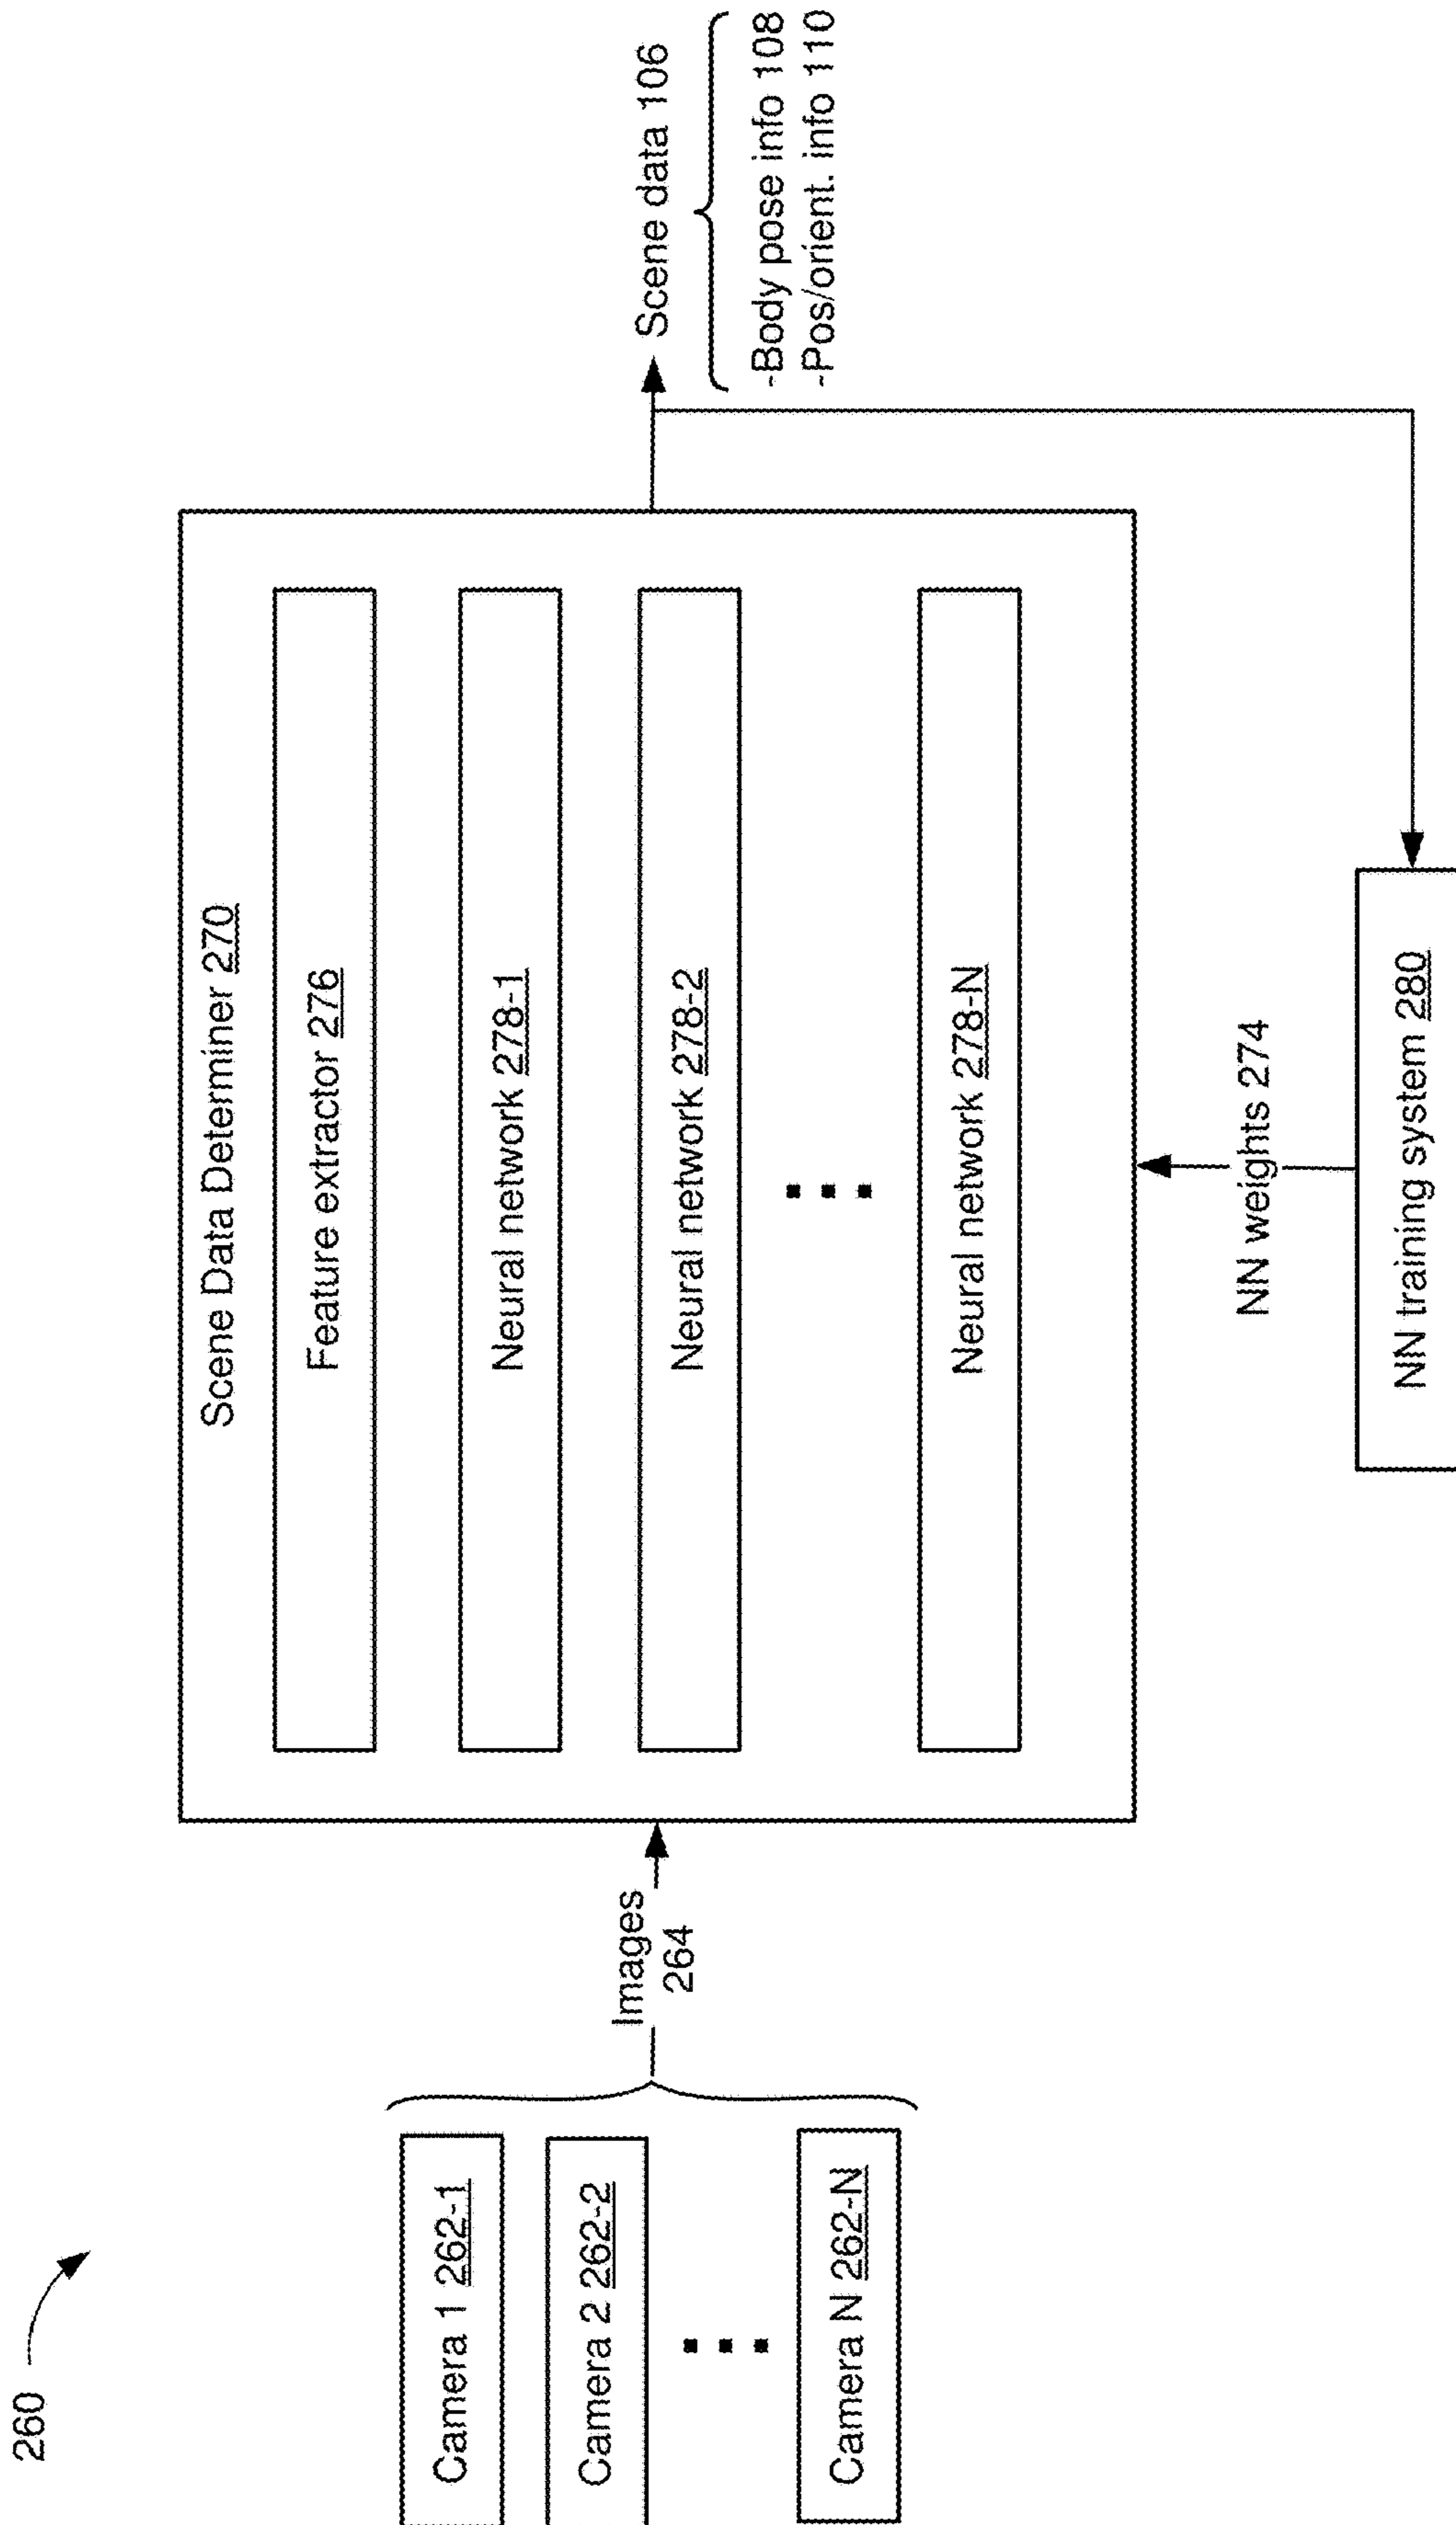 260
Camera 1 262-1
Camera 2 262-2
Camera N 262-N
Images
264
Scene Data Determiner 270
Feature extractor 276
Neural network 278-1
Neural network 278-2
Neural network 278-N
NN weights 274
NN training system 280
Scene data 106
-Body pose info 108
-Pos/orient. info 110